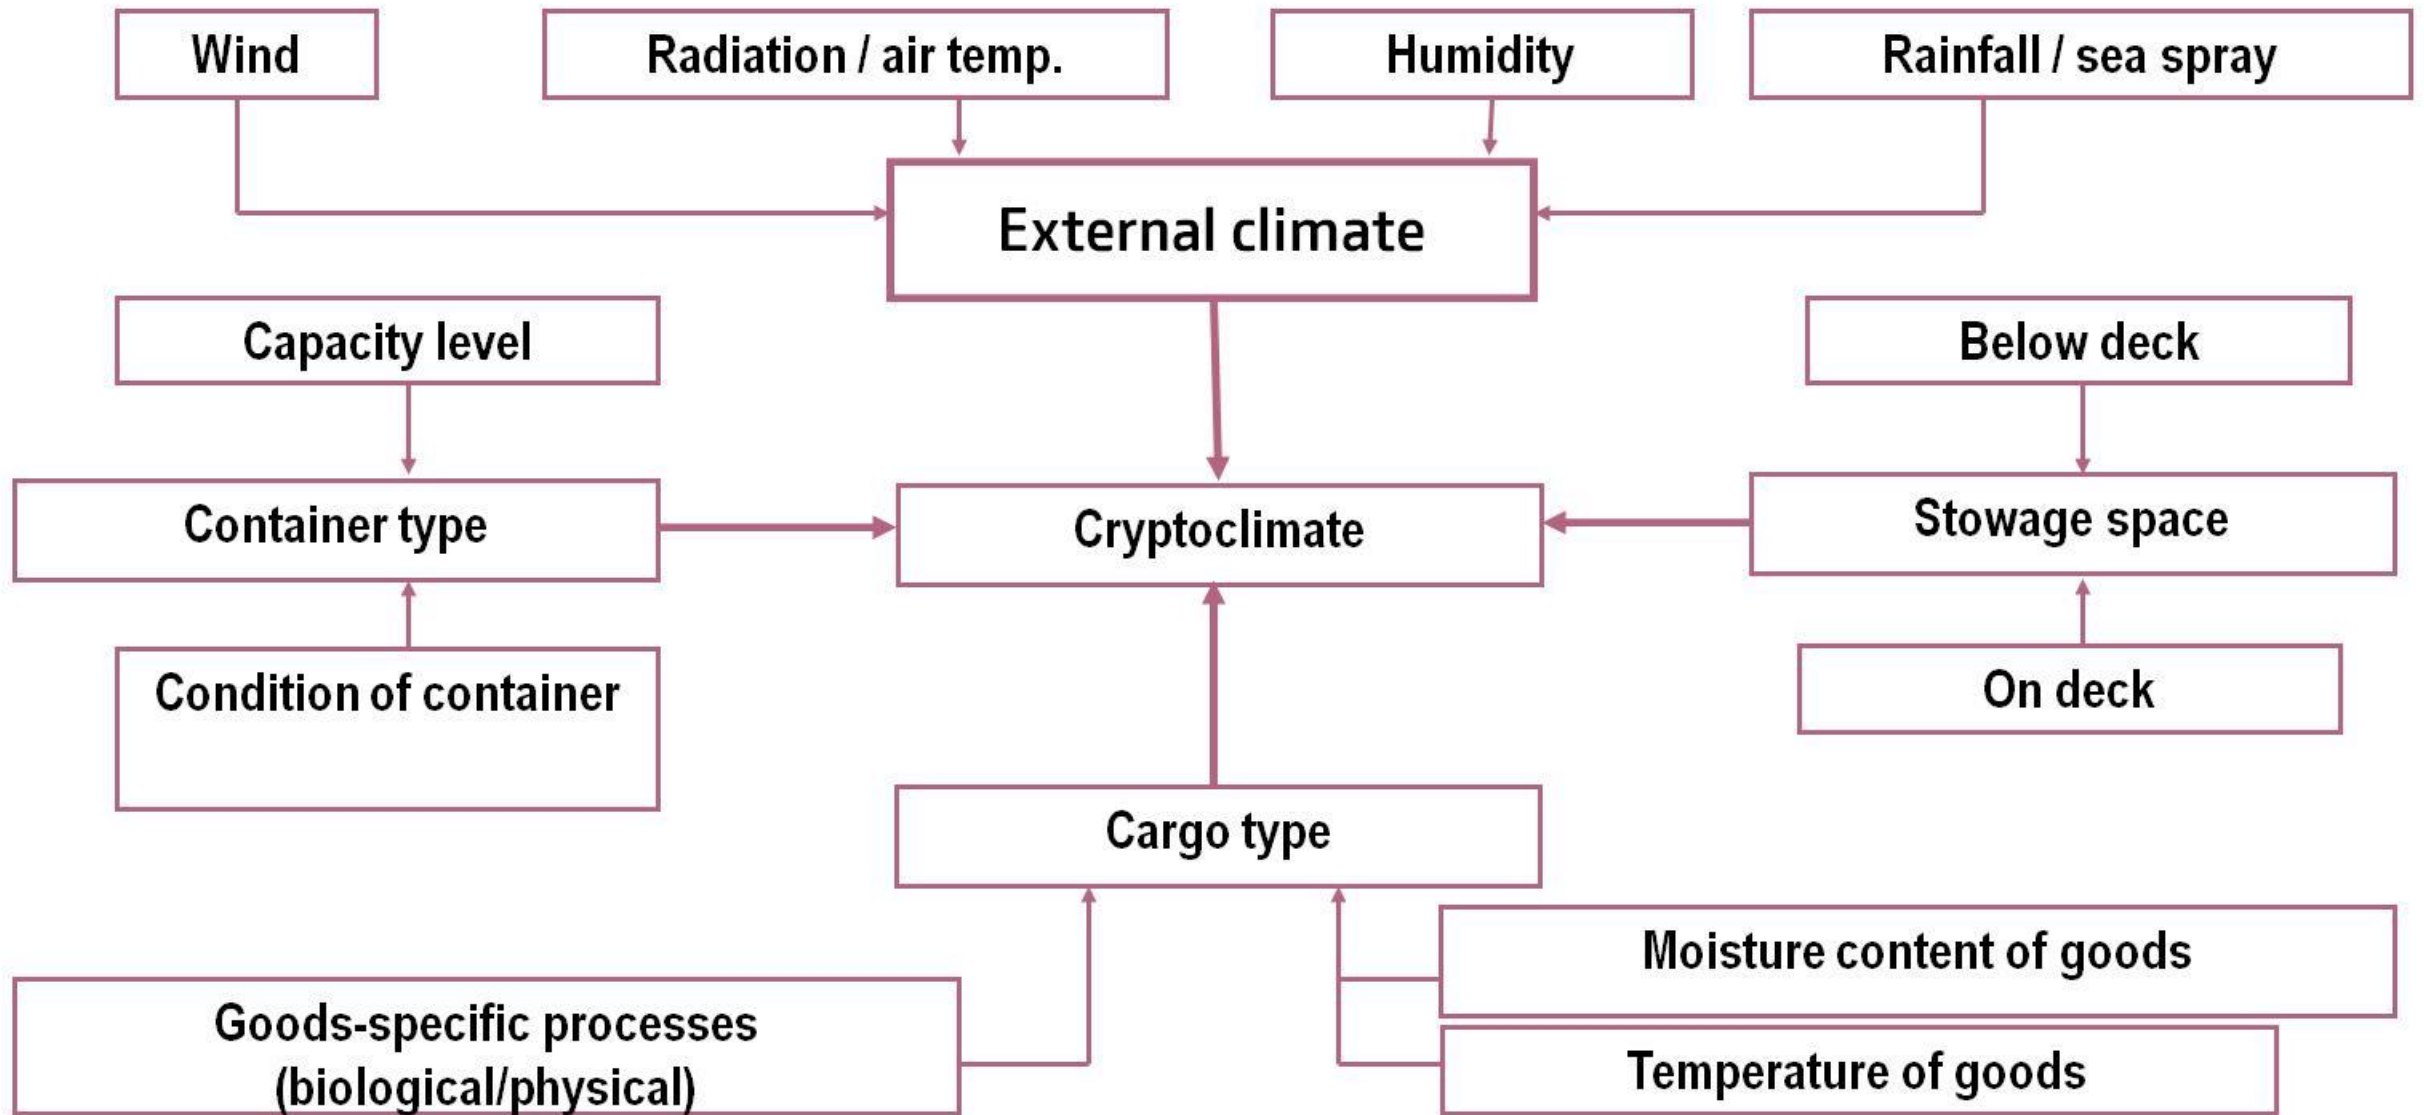 Wind
Radiation / air temp.
Humidity
Rainfall / sea spray
External climate
Capacity level
Below deck
Container type
Cryptoclimate
Stowage space
Condition of container
On deck
Cargo type
Moisture content of goods
Goods-specific processes
(biological/physical)
Temperature of goods